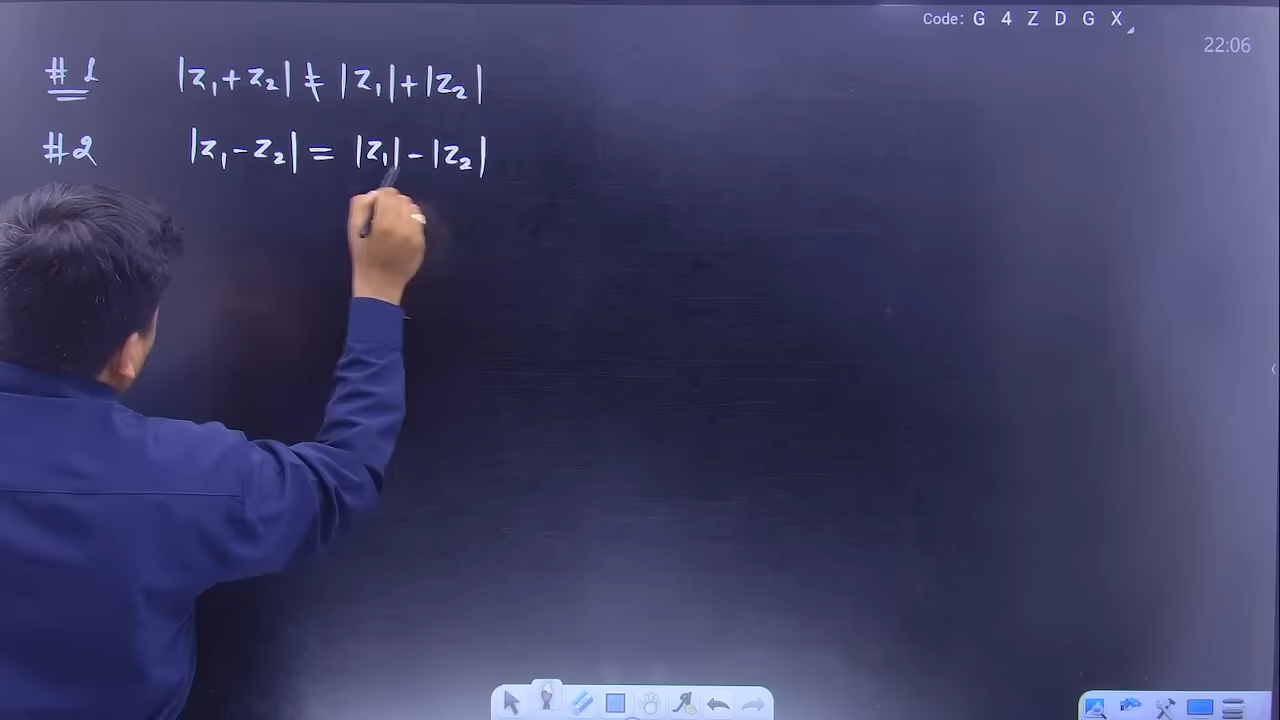 Code: G 4 Z D G X
22:06
# 1 |z₁+z₂| ≠ |z₁|+|z₂|
#2 |z₁-z₂| = |z₁|-|z₂|